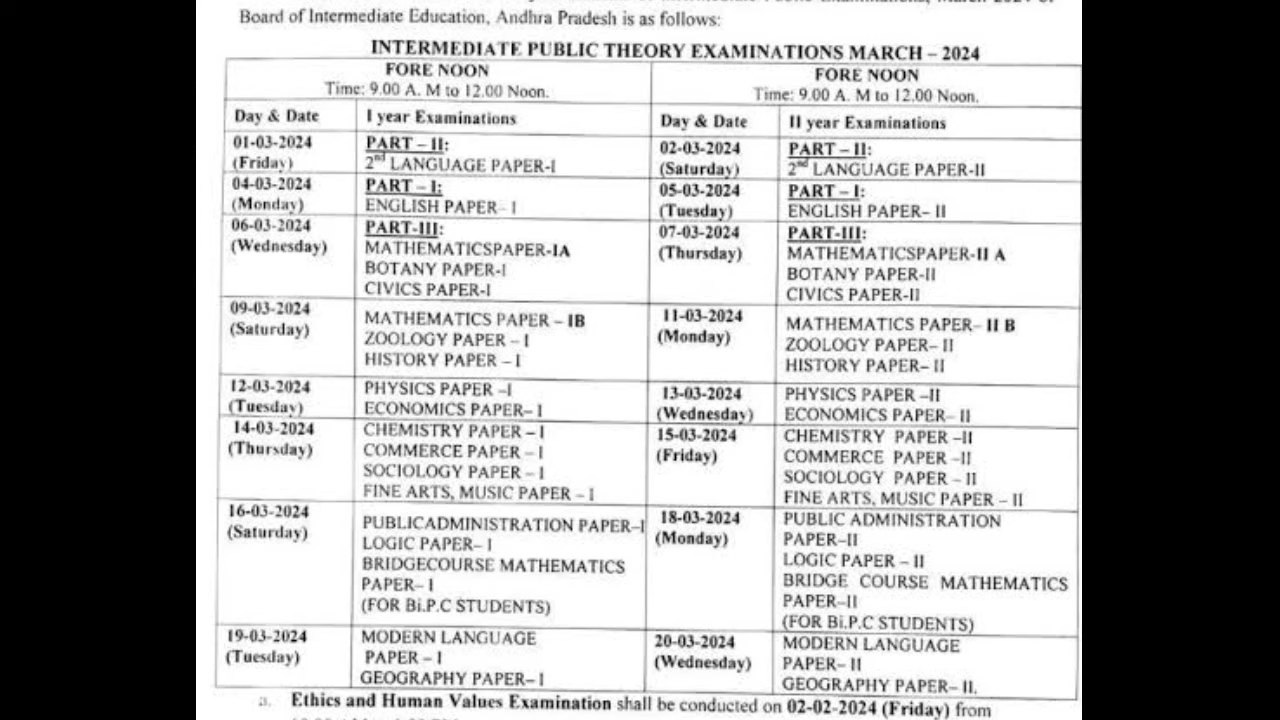 Board of Intermediate Education, Andhra Pradesh is as follows:
INTERMEDIATE PUBLIC THEORY EXAMINATIONS MARCH – 2024
FORE NOON
Time: 9.00 A. M to 12.00 Noon.
FORE NOON
Time: 9.00 A. M to 12.00 Noon.
Day & Date
I year Examinations
Day & Date
II year Examinations
01-03-2024
(Friday)
PART – II:
2nd LANGUAGE PAPER-I
02-03-2024
(Saturday)
PART – II:
2nd LANGUAGE PAPER-II
04-03-2024
(Monday)
PART – I:
ENGLISH PAPER– I
05-03-2024
(Tuesday)
PART – I:
ENGLISH PAPER– II
06-03-2024
(Wednesday)
PART-III:
MATHEMATICSPAPER-IA
BOTANY PAPER-I
CIVICS PAPER-I
07-03-2024
(Thursday)
PART-III:
MATHEMATICSPAPER-II A
BOTANY PAPER-II
CIVICS PAPER-II
09-03-2024
(Saturday)
MATHEMATICS PAPER – IB
ZOOLOGY PAPER – I
HISTORY PAPER – I
11-03-2024
(Monday)
MATHEMATICS PAPER– II B
ZOOLOGY PAPER– II
HISTORY PAPER– II
12-03-2024
(Tuesday)
PHYSICS PAPER –I
ECONOMICS PAPER– I
13-03-2024
(Wednesday)
PHYSICS PAPER –II
ECONOMICS PAPER– II
14-03-2024
(Thursday)
CHEMISTRY PAPER – I
COMMERCE PAPER – I
SOCIOLOGY PAPER – I
FINE ARTS, MUSIC PAPER – I
15-03-2024
(Friday)
CHEMISTRY PAPER –II
COMMERCE PAPER –II
SOCIOLOGY PAPER – II
FINE ARTS, MUSIC PAPER – II
16-03-2024
(Saturday)
PUBLICADMINISTRATION PAPER–I
LOGIC PAPER– I
BRIDGECOURSE MATHEMATICS
PAPER– I
(FOR Bi.P.C STUDENTS)
18-03-2024
(Monday)
PUBLIC ADMINISTRATION
PAPER–II
LOGIC PAPER – II
BRIDGE COURSE MATHEMATICS
PAPER–II
(FOR Bi.P.C STUDENTS)
19-03-2024
(Tuesday)
MODERN LANGUAGE
PAPER – I
GEOGRAPHY PAPER– I
20-03-2024
(Wednesday)
MODERN LANGUAGE
PAPER– II
GEOGRAPHY PAPER– II.
Ethics and Human Values Examination shall be conducted on 02-02-2024 (Friday) from